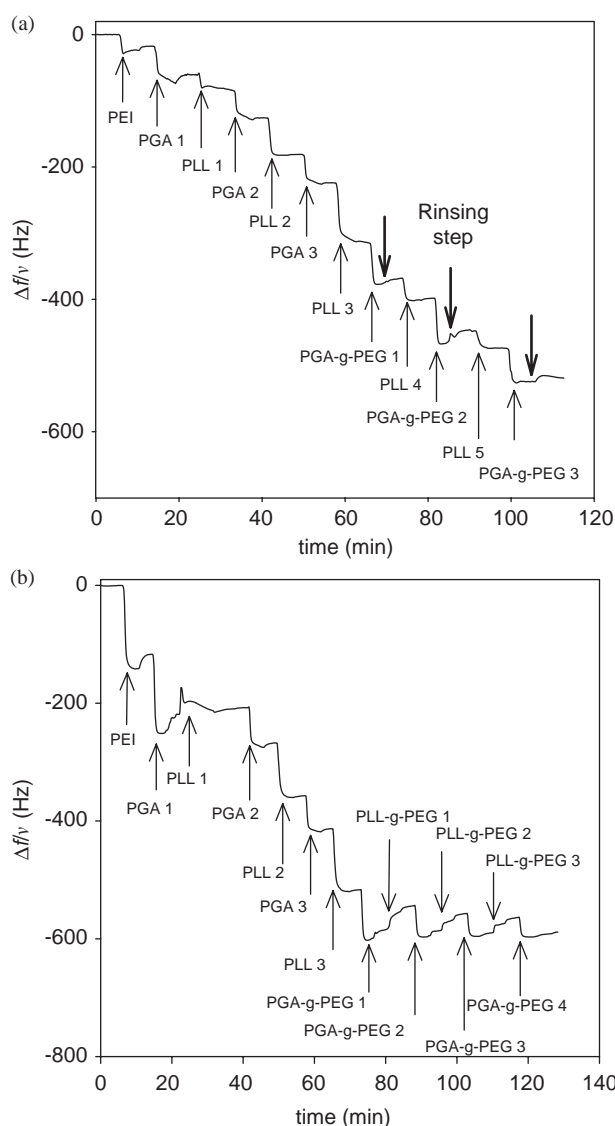 (a)
0
-200
-400
-600
Δf/ν (Hz)
PEI
PGA 1
PLL 1
PGA 2
PLL 2
PGA 3
PLL 3
PGA-g-PEG 1
Rinsing
step
PLL 4
PGA-g-PEG 2
PLL 5
PGA-g-PEG 3
0 20 40 60 80 100 120
time (min)
(b)
0
-200
-400
-600
-800
Δf/ν (Hz)
PEI
PGA 1
PLL 1
PGA 2
PLL 2
PGA 3
PLL 3
PLL-g-PEG 1
PLL-g-PEG 2
PLL-g-PEG 3
PGA-g-PEG 1
PGA-g-PEG 2
PGA-g-PEG 3
PGA-g-PEG 4
0 20 40 60 80 100 120 140
time (min)